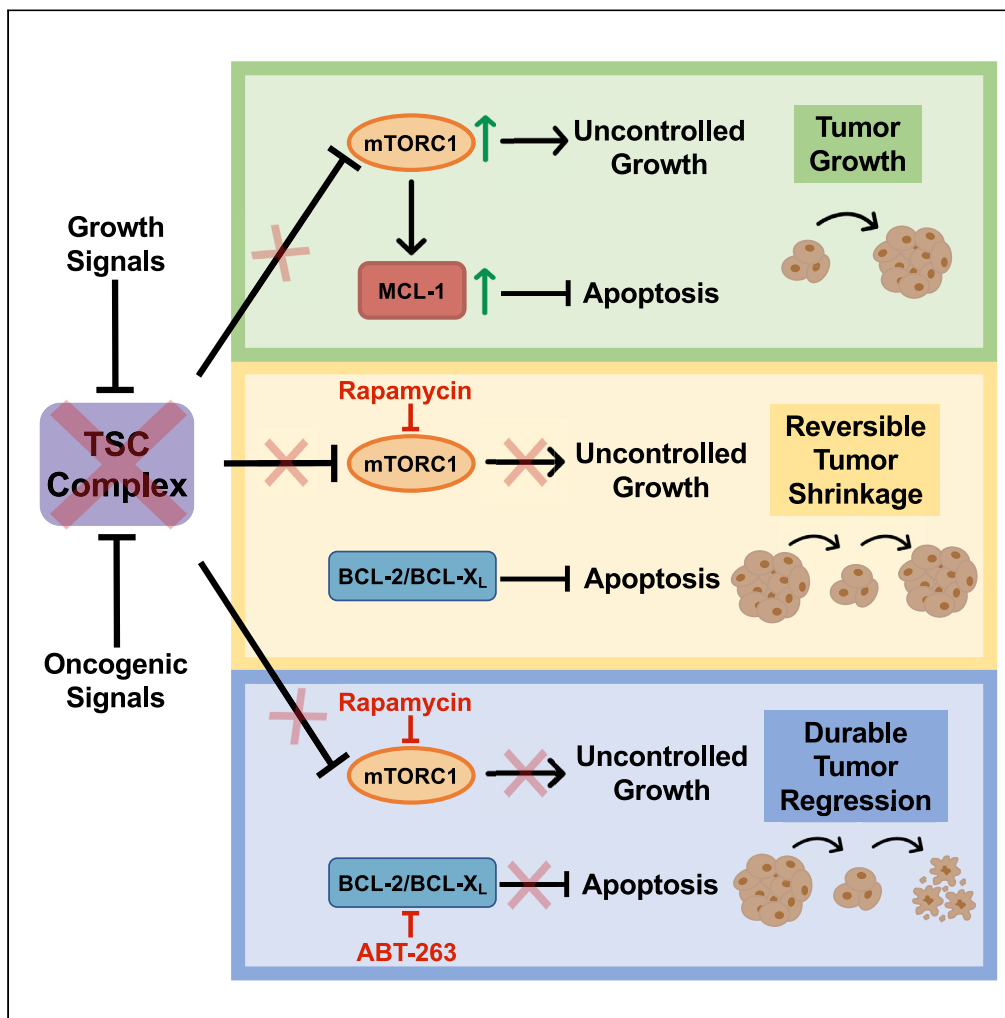 Growth
Signals
TSC
Complex
Oncogenic
Signals
mTORC1
Uncontrolled
Growth
Tumor
Growth
MCL-1
Apoptosis
Rapamycin
mTORC1
Uncontrolled
Growth
Reversible
Tumor
Shrinkage
BCL-2/BCL-XL
Apoptosis
Rapamycin
mTORC1
Uncontrolled
Growth
Durable
Tumor
Regression
BCL-2/BCL-XL
Apoptosis
ABT-263